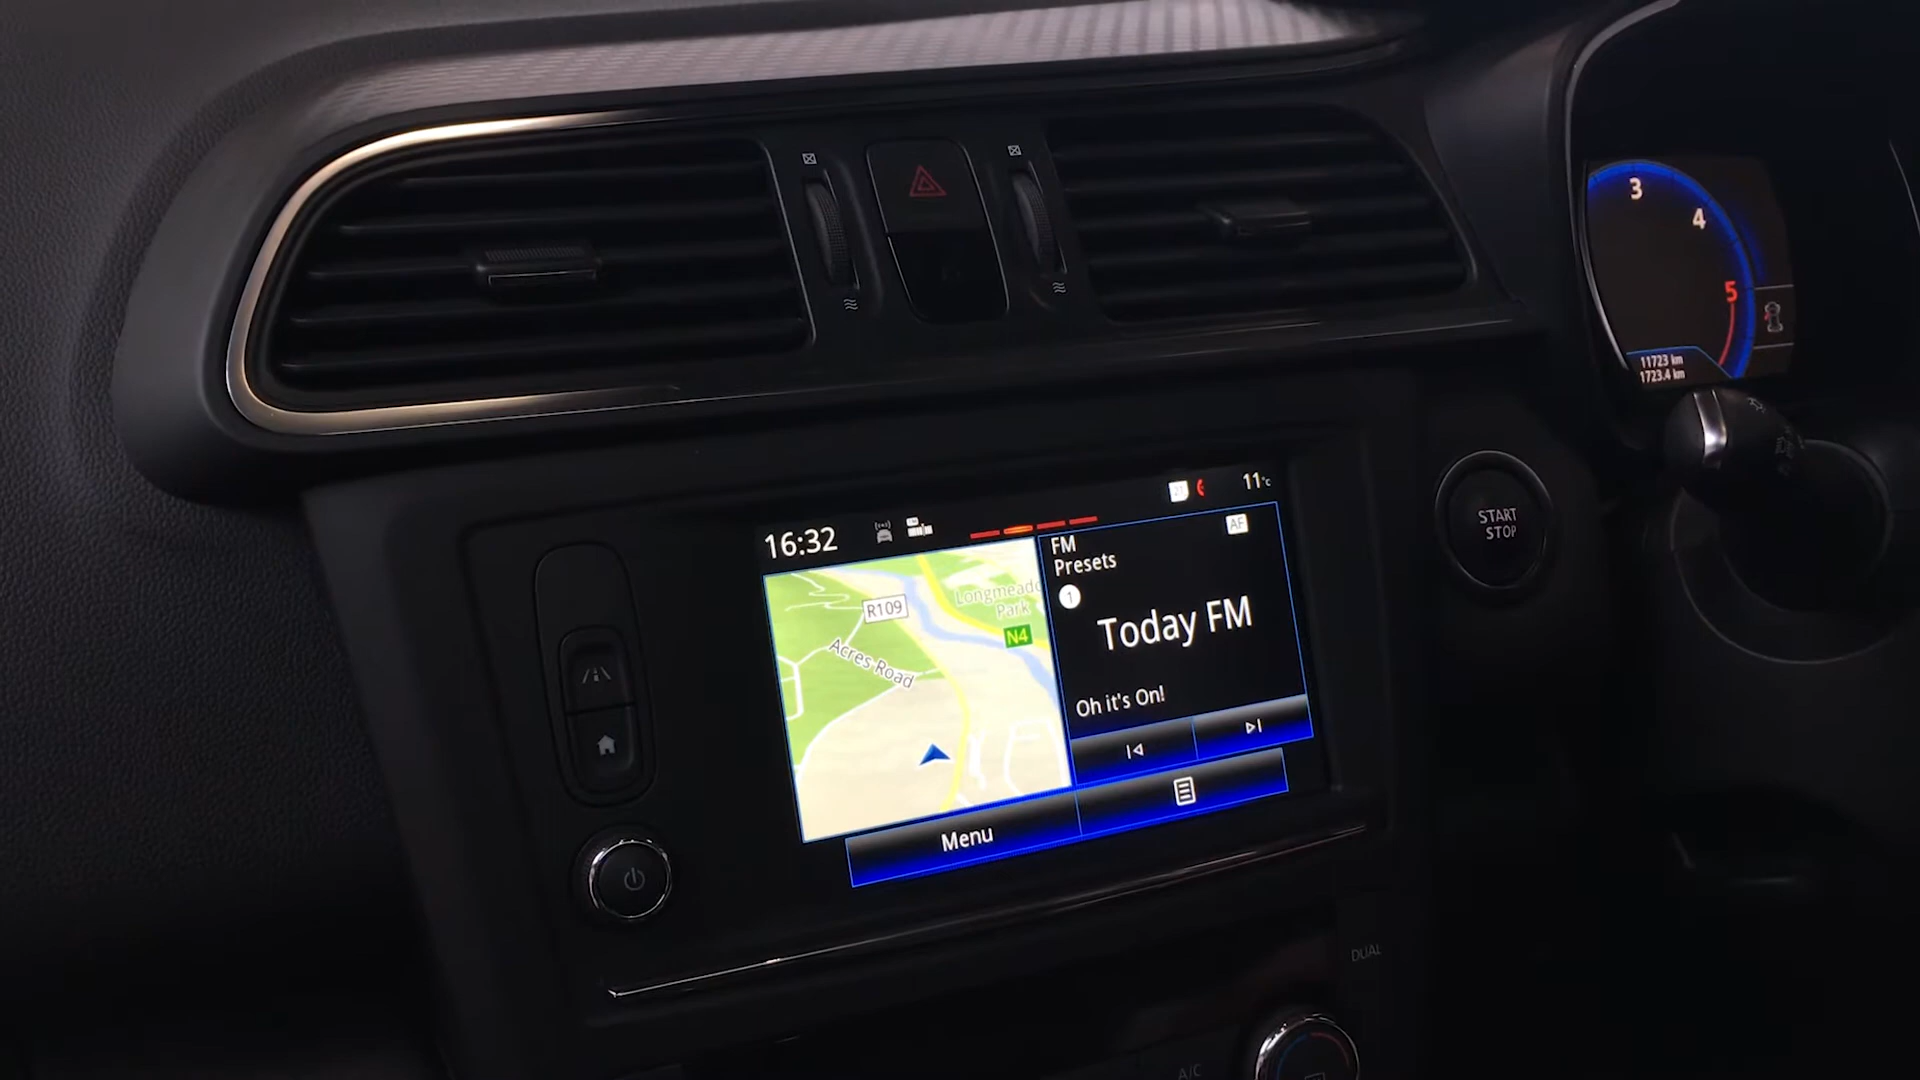 3
4
5
11723 km
1723.4 km
START
STOP
16:32
11°c
AF
R109
Longmeado
Park
N4
Acres Road
FM
Presets
1
Today FM
Oh it's On!
Menu
DUAL
A/C